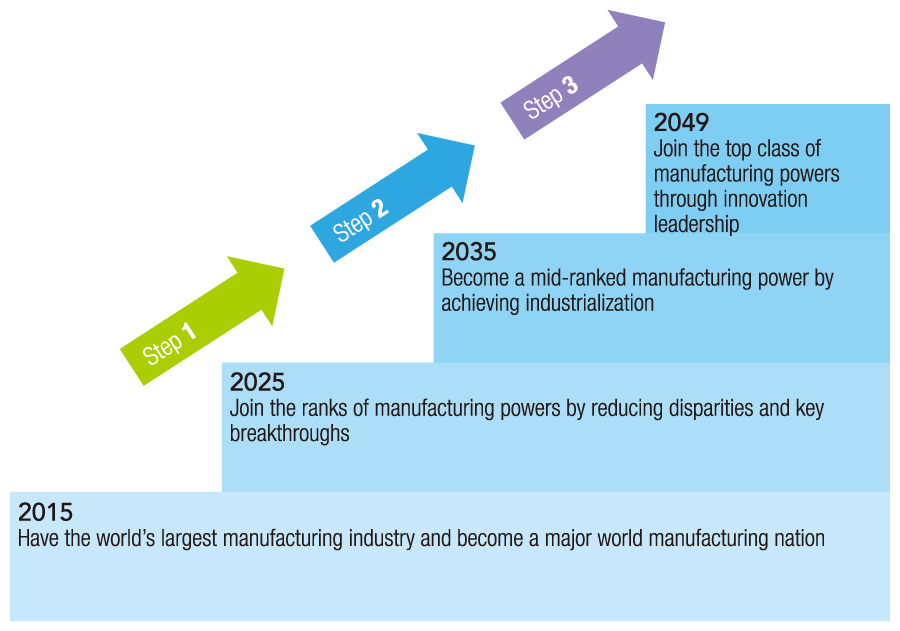 Step 3
2049
Join the top class of
manufacturing powers
through innovation
leadership
Step 2
2035
Become a mid-ranked manufacturing power by
achieving industrialization
Step 1
2025
Join the ranks of manufacturing powers by reducing disparities and key
breakthroughs
2015
Have the world's largest manufacturing industry and become a major world manufacturing nation